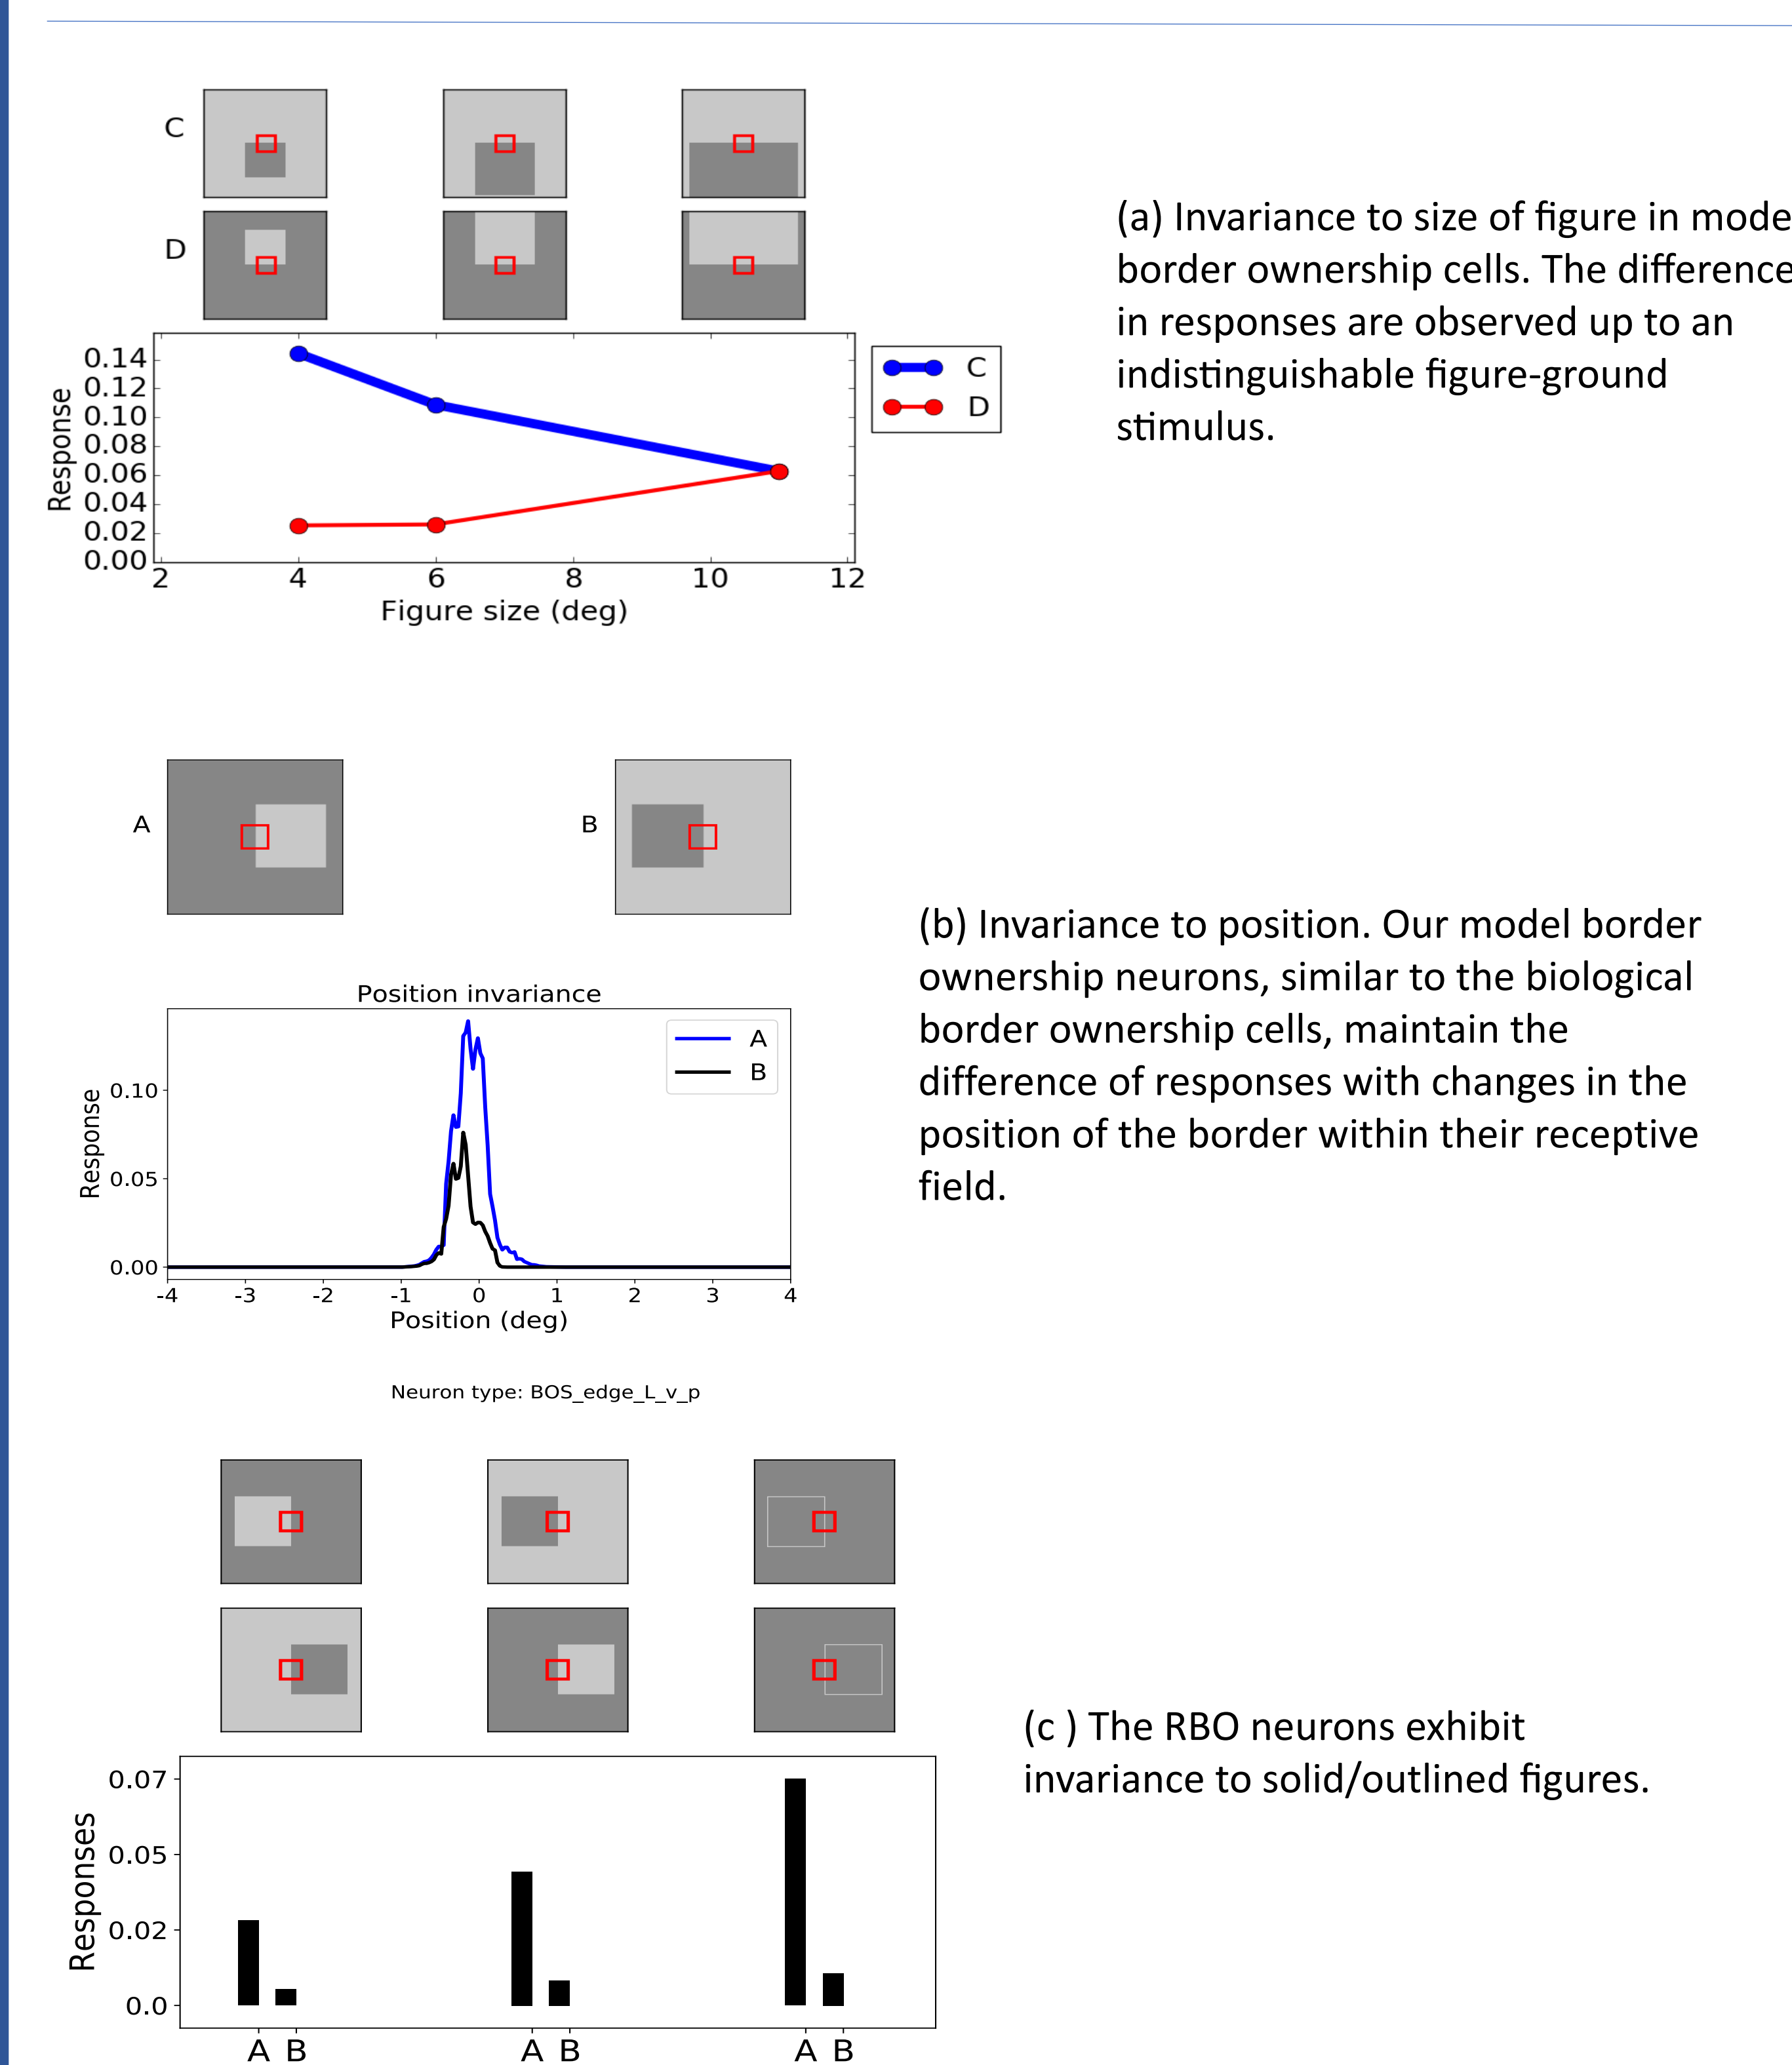 C
D
0.14
0.12
0.10
0.08
0.06
0.04
0.02
0.00
Response
2 4 6 8 10 12
Figure size (deg)
C
D
(a) Invariance to size of figure in mode
border ownership cells. The difference
in responses are observed up to an
indistinguishable figure-ground
stimulus.
A
B
Position invariance
A
B
0.10
0.05
0.00
Response
-4 -3 -2 -1 0 1 2 3 4
Position (deg)
(b) Invariance to position. Our model border
ownership neurons, similar to the biological
border ownership cells, maintain the
difference of responses with changes in the
position of the border within their receptive
field.
Neuron type: BOS_edge_L_v_p
0.07
0.05
0.02
0.0
Responses
A B A B A B
(c ) The RBO neurons exhibit
invariance to solid/outlined figures.